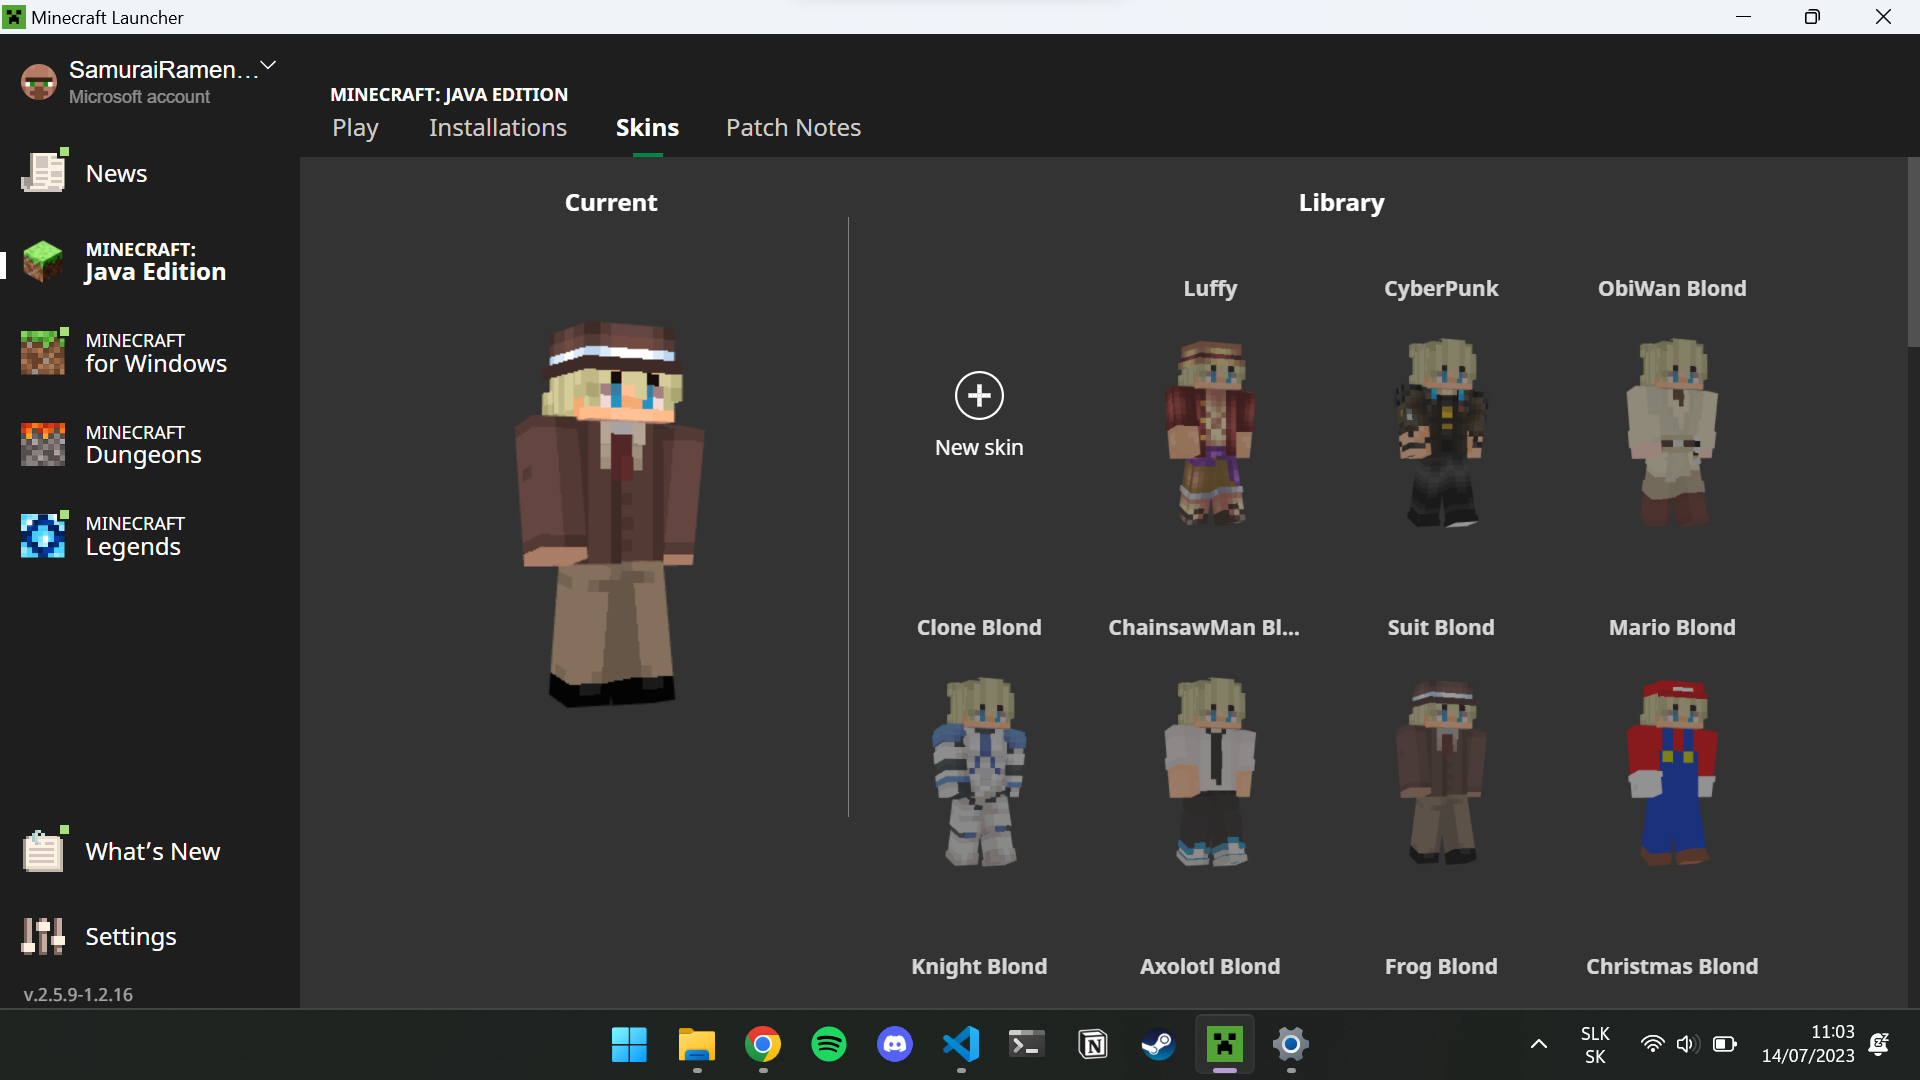 Minecraft Launcher
SamuraiRamen...
Microsoft account
News
MINECRAFT:
Java Edition
MINECRAFT
for Windows
MINECRAFT
Dungeons
MINECRAFT
Legends
What's New
Settings
v.2.5.9-1.2.16
MINECRAFT: JAVA EDITION
Play Installations Skins Patch Notes
Current
Library
New skin
Luffy
CyberPunk
ObiWan Blond
Clone Blond
ChainsawMan Bl...
Suit Blond
Mario Blond
Knight Blond
Axolotl Blond
Frog Blond
Christmas Blond
SLK
SK
11:03
14/07/2023